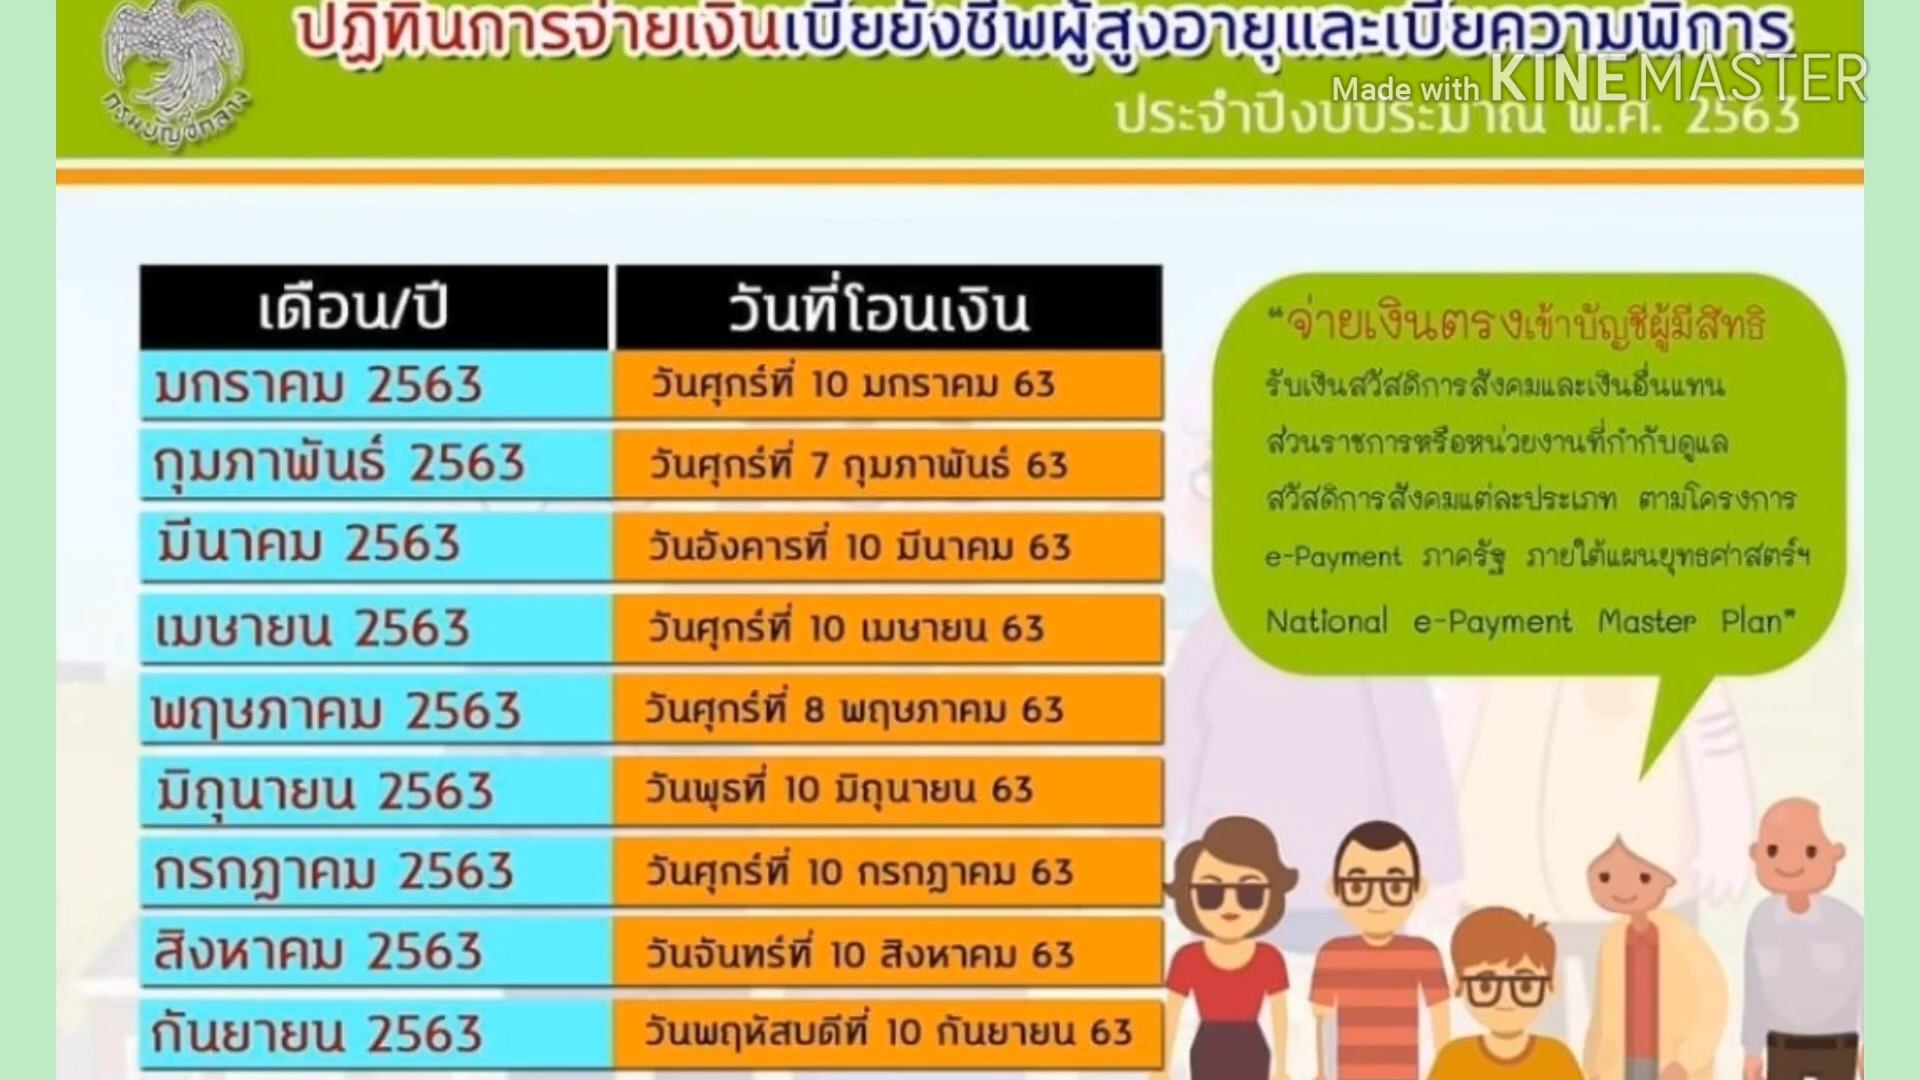 ปฏิทินการจ่ายเงินเบี้ยยังชีพผู้สูงอายุและเบี้ยความพิการ
Made with KINEMASTER
ประจำปีงบประมาณ พ.ศ. 2563
กรมบัญชีกลาง
เดือน/ปี วันที่โอนเงิน
มกราคม 2563 วันศุกร์ที่ 10 มกราคม 63
กุมภาพันธ์ 2563 วันศุกร์ที่ 7 กุมภาพันธ์ 63
มีนาคม 2563 วันอังคารที่ 10 มีนาคม 63
เมษายน 2563 วันศุกร์ที่ 10 เมษายน 63
พฤษภาคม 2563 วันศุกร์ที่ 8 พฤษภาคม 63
มิถุนายน 2563 วันพุธที่ 10 มิถุนายน 63
กรกฎาคม 2563 วันศุกร์ที่ 10 กรกฎาคม 63
สิงหาคม 2563 วันจันทร์ที่ 10 สิงหาคม 63
กันยายน 2563 วันพฤหัสบดีที่ 10 กันยายน 63
“จ่ายเงินตรงเข้าบัญชีผู้มีสิทธิ
รับเงินสวัสดิการสังคมและเงินอื่นแทน
ส่วนราชการหรือหน่วยงานที่กำกับดูแล
สวัสดิการสังคมแต่ละประเภท ตามโครงการ
e-Payment ภาครัฐ ภายใต้แผนยุทธศาสตร์ฯ
National e-Payment Master Plan”